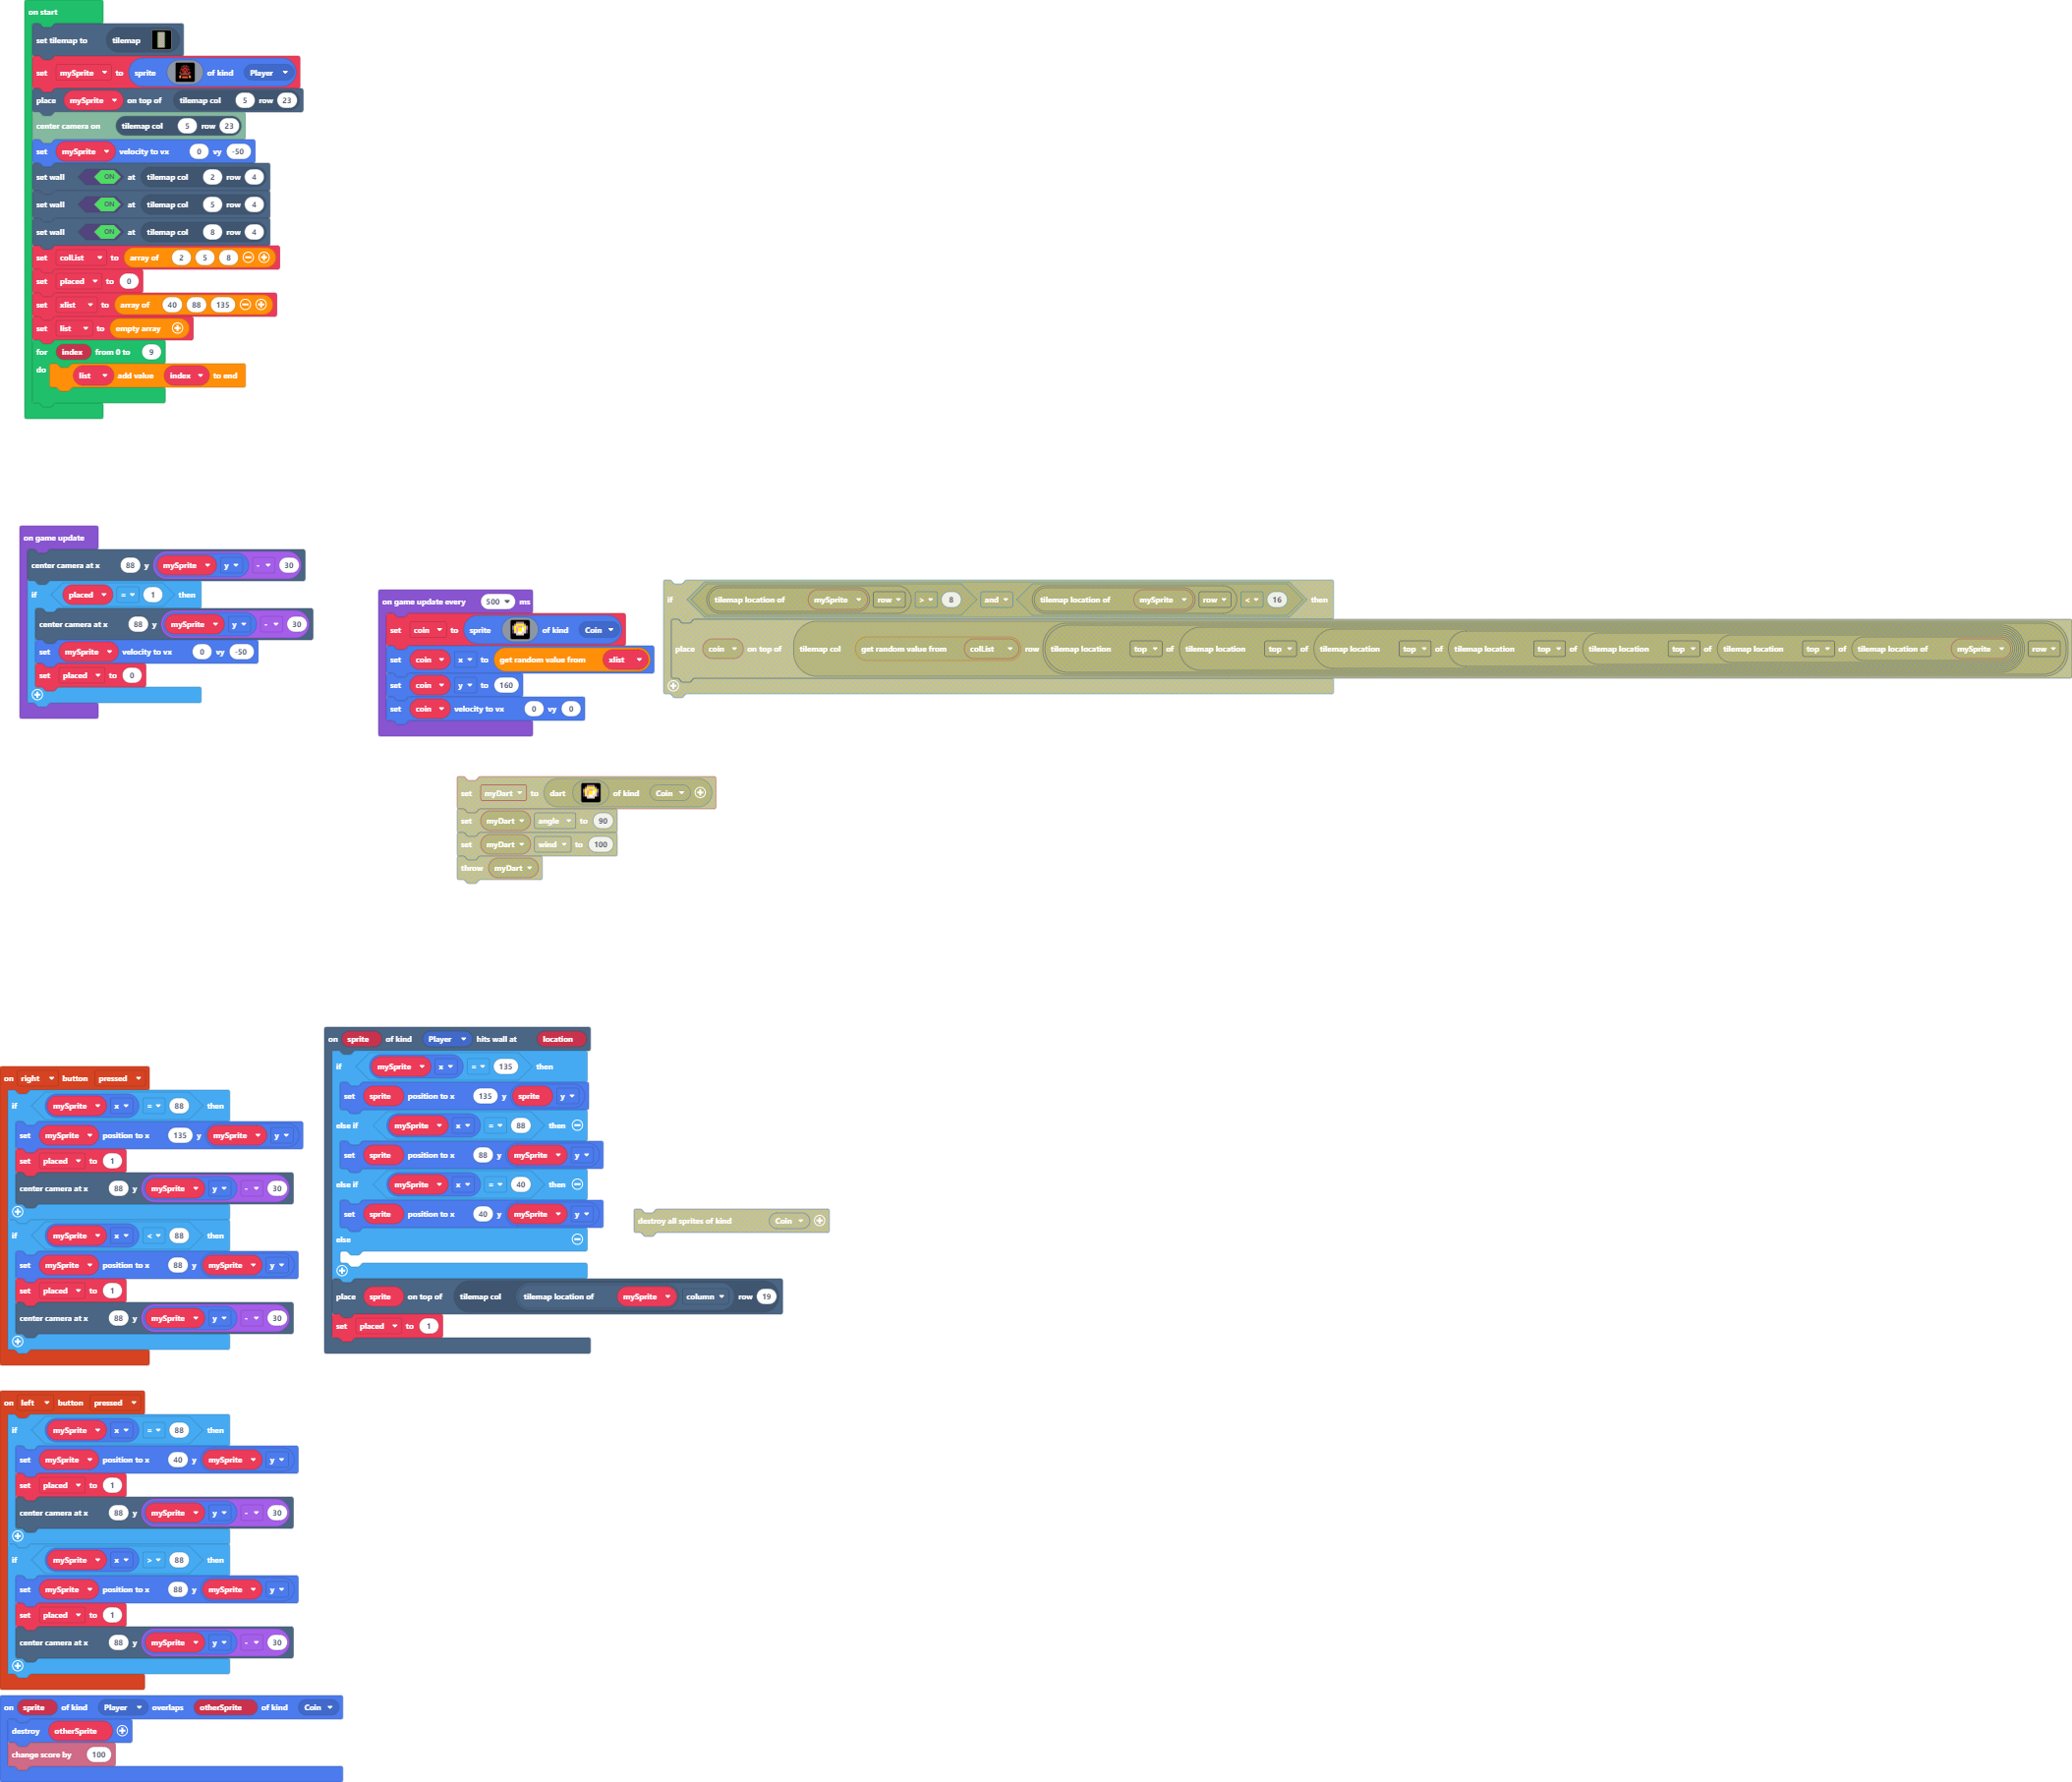 on start
set tilemap to tilemap
set mySprite to sprite of kind Player
place mySprite on top of tilemap col 5 row 23
center camera on tilemap col 5 row 23
set mySprite velocity to vx 0 vy -50
set wall ON at tilemap col 2 row 4
set wall ON at tilemap col 5 row 4
set wall ON at tilemap col 8 row 4
set colList to array of 2 5 8
set placed to 0
set xlist to array of 40 88 135
set list to empty array
for index from 0 to 9
do list add value index to end
on game update
center camera at x 88 y mySprite y - 30
if placed = 1 then
center camera at x 88 y mySprite y - 30
set mySprite velocity to vx 0 vy -50
set placed to 0
on game update every 500 ms
set coin to sprite of kind Coin
set coin x to get random value from xlist
set coin y to 160
set coin velocity to vx 0 vy 0
if tilemap location of mySprite row > 8 and tilemap location of mySprite row < 16 then
place coin on top of tilemap col get random value from colList row tilemap location top of tilemap location top of tilemap location top of tilemap location top of tilemap location top of tilemap location top of tilemap location of mySprite row
set myDart to dart of kind Coin
set myDart angle to 90
set myDart wind to 100
throw myDart
on right button pressed
if mySprite x = 88 then
set mySprite position to x 135 y mySprite y
set placed to 1
center camera at x 88 y mySprite y - 30
if mySprite x < 88 then
set mySprite position to x 88 y mySprite y
set placed to 1
center camera at x 88 y mySprite y - 30
on sprite of kind Player hits wall at location
if mySprite x = 135 then
set sprite position to x 135 y sprite y
else if mySprite x = 88 then
set sprite position to x 88 y mySprite y
else if mySprite x = 40 then
set sprite position to x 40 y mySprite y
else
place sprite on top of tilemap col tilemap location of mySprite column row 19
set placed to 1
destroy all sprites of kind Coin
on left button pressed
if mySprite x = 88 then
set mySprite position to x 40 y mySprite y
set placed to 1
center camera at x 88 y mySprite y - 30
if mySprite x > 88 then
set mySprite position to x 88 y mySprite y
set placed to 1
center camera at x 88 y mySprite y - 30
on sprite of kind Player overlaps otherSprite of kind Coin
destroy otherSprite
change score by 100